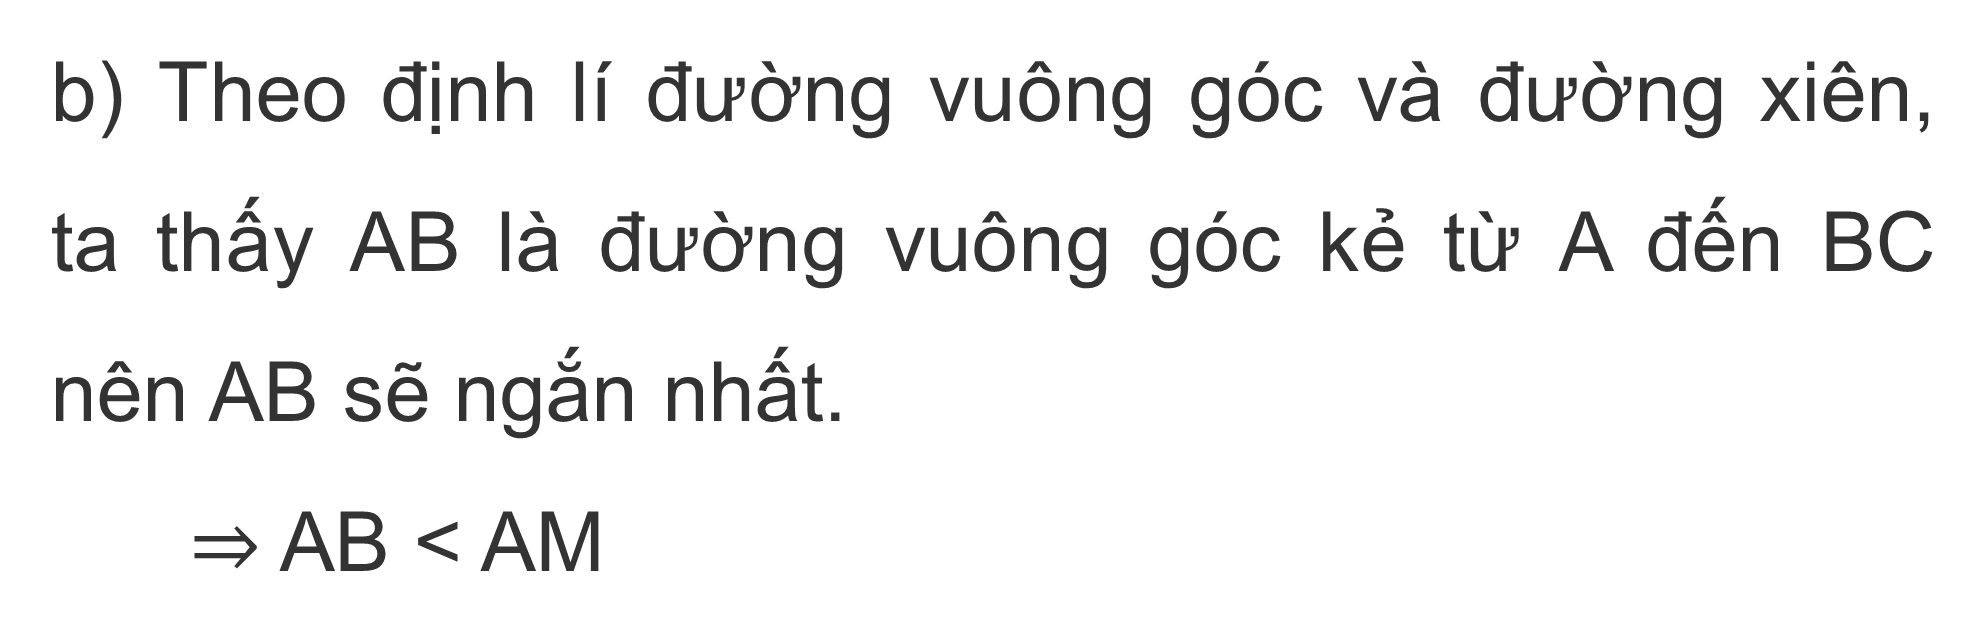 b) Theo định lí đường vuông góc và đường xiên,
ta thấy AB là đường vuông góc kẻ từ A đến BC
nên AB sẽ ngắn nhất.
⇒ AB < AM